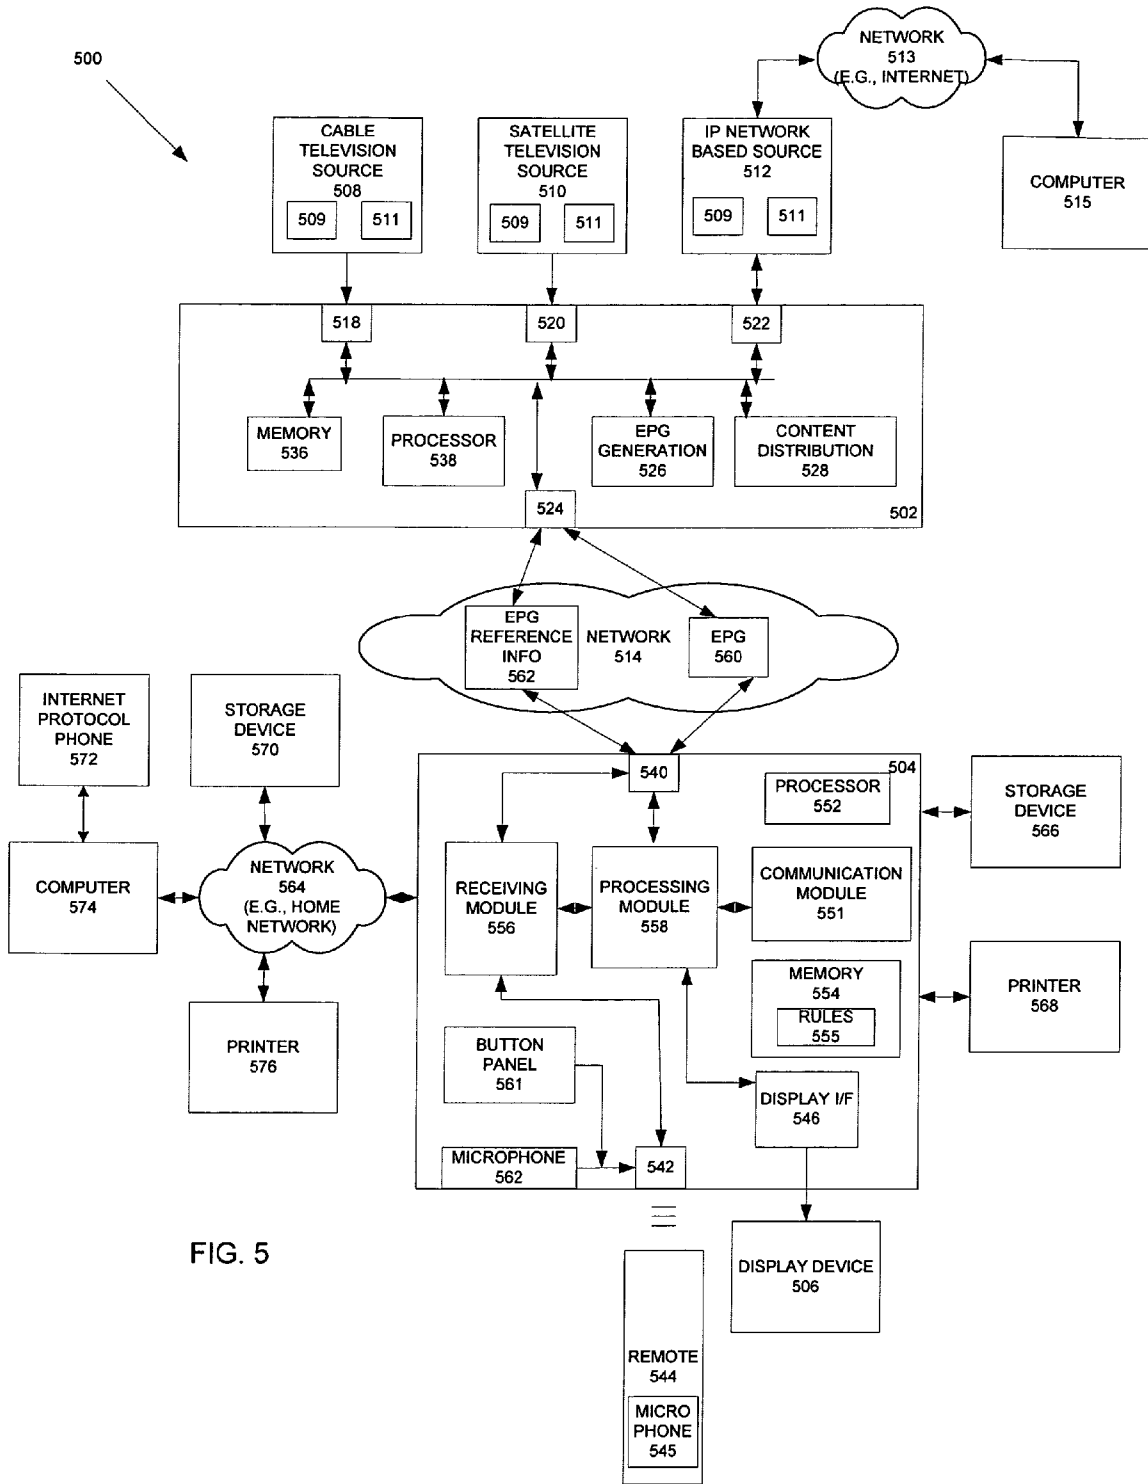 500
NETWORK
513
(E.G., INTERNET)
CABLE
TELEVISION
SOURCE
508
509
511
SATELLITE
TELEVISION
SOURCE
510
509
511
IP NETWORK
BASED SOURCE
512
509
511
COMPUTER
515
518
520
522
MEMORY
536
PROCESSOR
538
EPG
GENERATION
526
CONTENT
DISTRIBUTION
528
524
502
EPG
REFERENCE
INFO
562
NETWORK
514
EPG
560
INTERNET
PROTOCOL
PHONE
572
STORAGE
DEVICE
570
COMPUTER
574
NETWORK
564
(E.G., HOME
NETWORK)
PRINTER
576
540
504
PROCESSOR
552
RECEIVING
MODULE
556
PROCESSING
MODULE
558
COMMUNICATION
MODULE
551
MEMORY
554
RULES
555
BUTTON
PANEL
561
DISPLAY I/F
546
MICROPHONE
562
542
STORAGE
DEVICE
566
PRINTER
568
FIG. 5
DISPLAY DEVICE
506
REMOTE
544
MICRO
PHONE
545